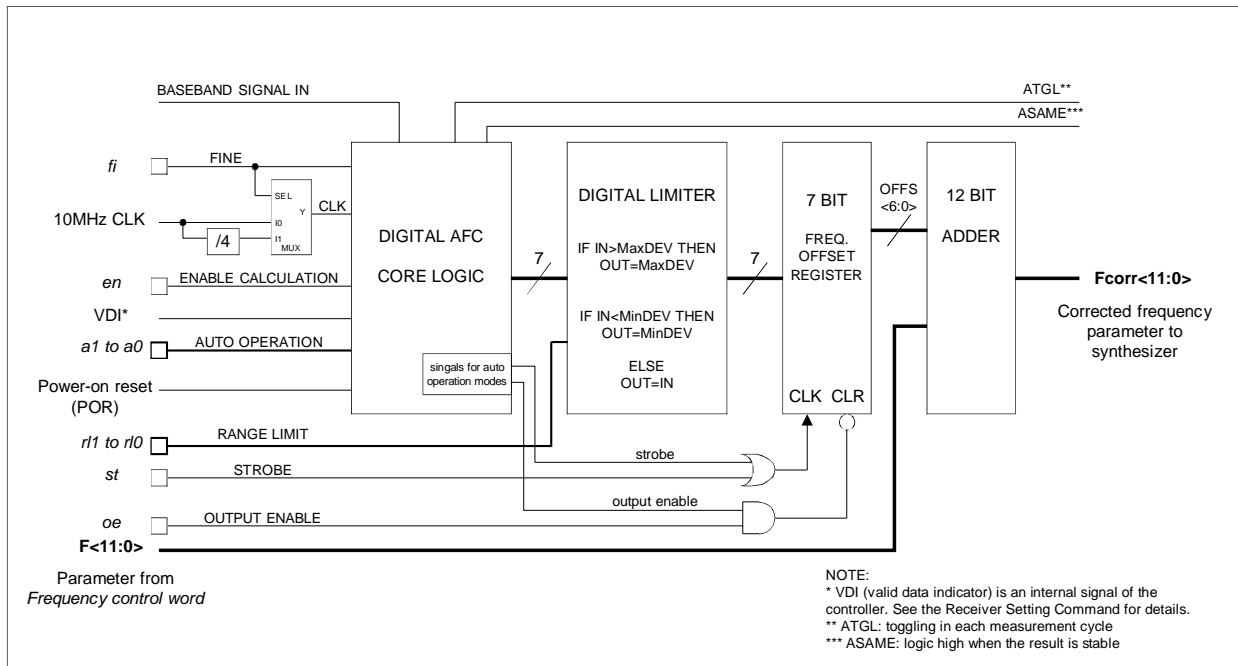 BASEBAND SIGNAL IN
ATGL**
ASAME***
fi
FINE
SEL
Y
CLK
10MHz CLK
I0
/4
I1
MUX
en
ENABLE CALCULATION
VDI*
a1 to a0
AUTO OPERATION
Power-on reset
(POR)
rl1 to rl0
RANGE LIMIT
st
STROBE
oe
OUTPUT ENABLE
F<11:0>
Parameter from
Frequency control word
DIGITAL AFC
CORE LOGIC
singals for auto
operation modes
7
DIGITAL LIMITER
IF IN>MaxDEV THEN
OUT=MaxDEV
IF IN<MinDEV THEN
OUT=MinDEV
ELSE
OUT=IN
7
7 BIT
FREQ.
OFFSET
REGISTER
CLK CLR
strobe
output enable
OFFS
<6:0>
12 BIT
ADDER
Fcorr<11:0>
Corrected frequency
parameter to
synthesizer
NOTE:
* VDI (valid data indicator) is an internal signal of the
controller. See the Receiver Setting Command for details.
** ATGL: toggling in each measurement cycle
*** ASAME: logic high when the result is stable